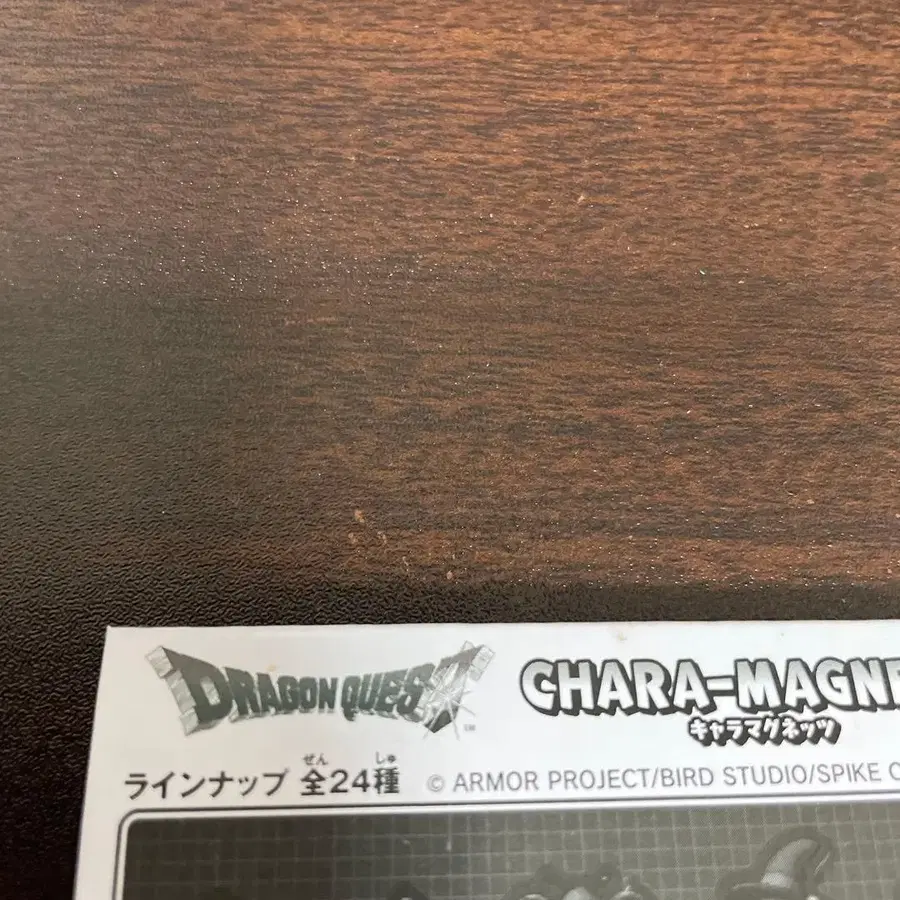 DRAGON QUEST™
CHARA-MAGNE
キャラマグネッツ
ぜん しゅ
ラインナップ 全24種
© ARMOR PROJECT/BIRD STUDIO/SPIKE C